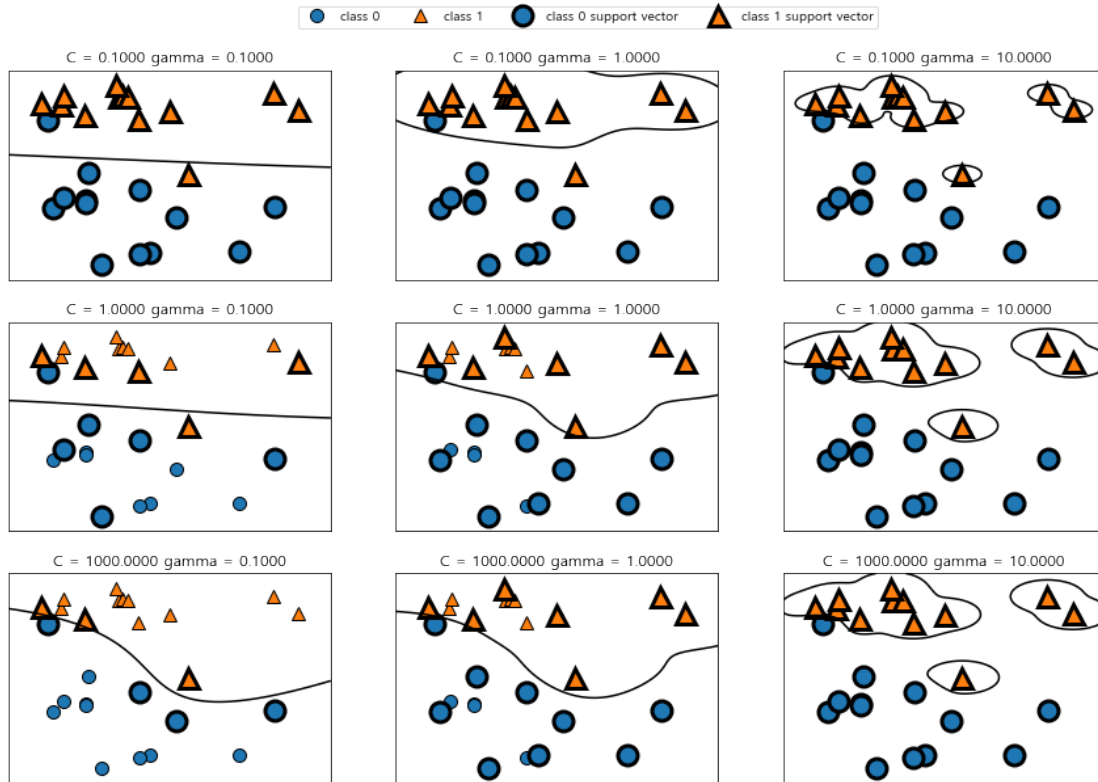 class 0 class 1 class 0 support vector class 1 support vector
C = 0.1000 gamma = 0.1000 C = 0.1000 gamma = 1.0000 C = 0.1000 gamma = 10.0000
C = 1.0000 gamma = 0.1000 C = 1.0000 gamma = 1.0000 C = 1.0000 gamma = 10.0000
C = 1000.0000 gamma = 0.1000 C = 1000.0000 gamma = 1.0000 C = 1000.0000 gamma = 10.0000